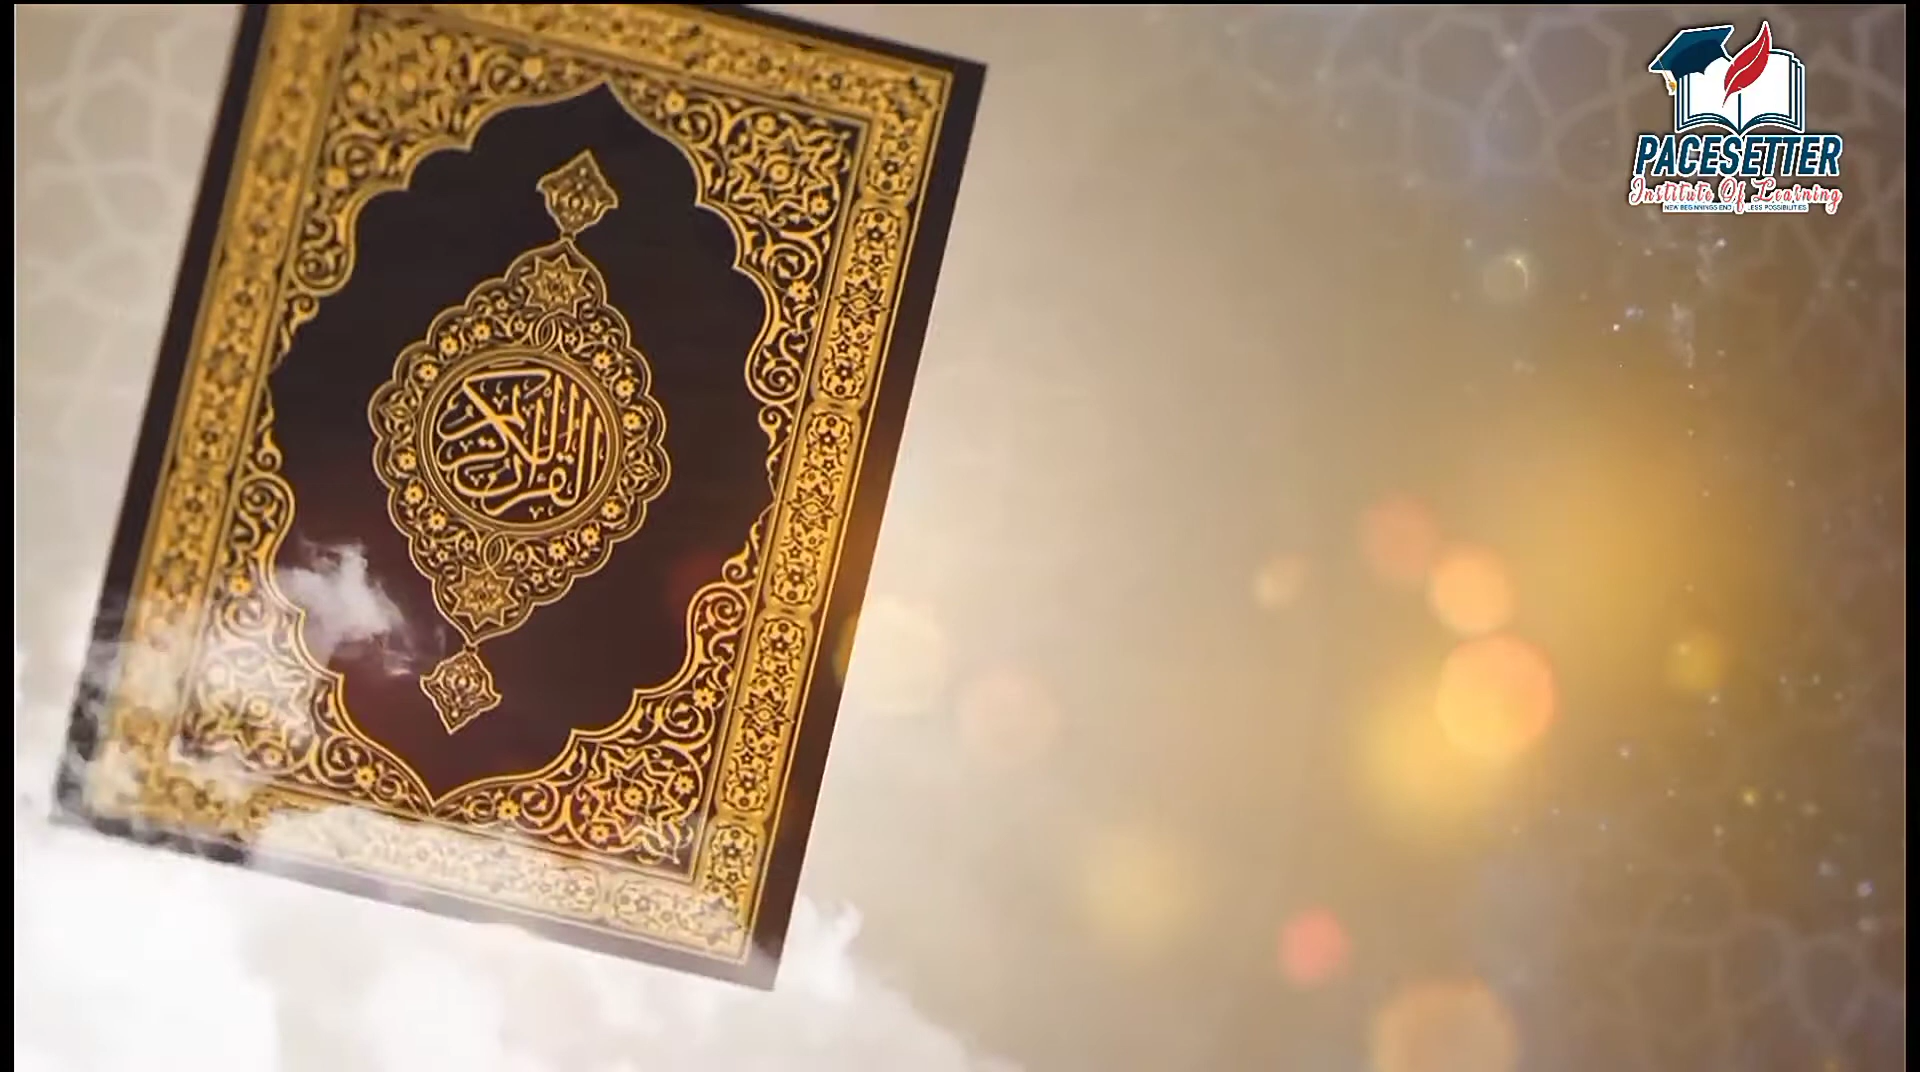 القرآن الكريم
PACESETTER
Institute Of Learning
NEW BEGINNINGS END LESS POSSIBILITIES